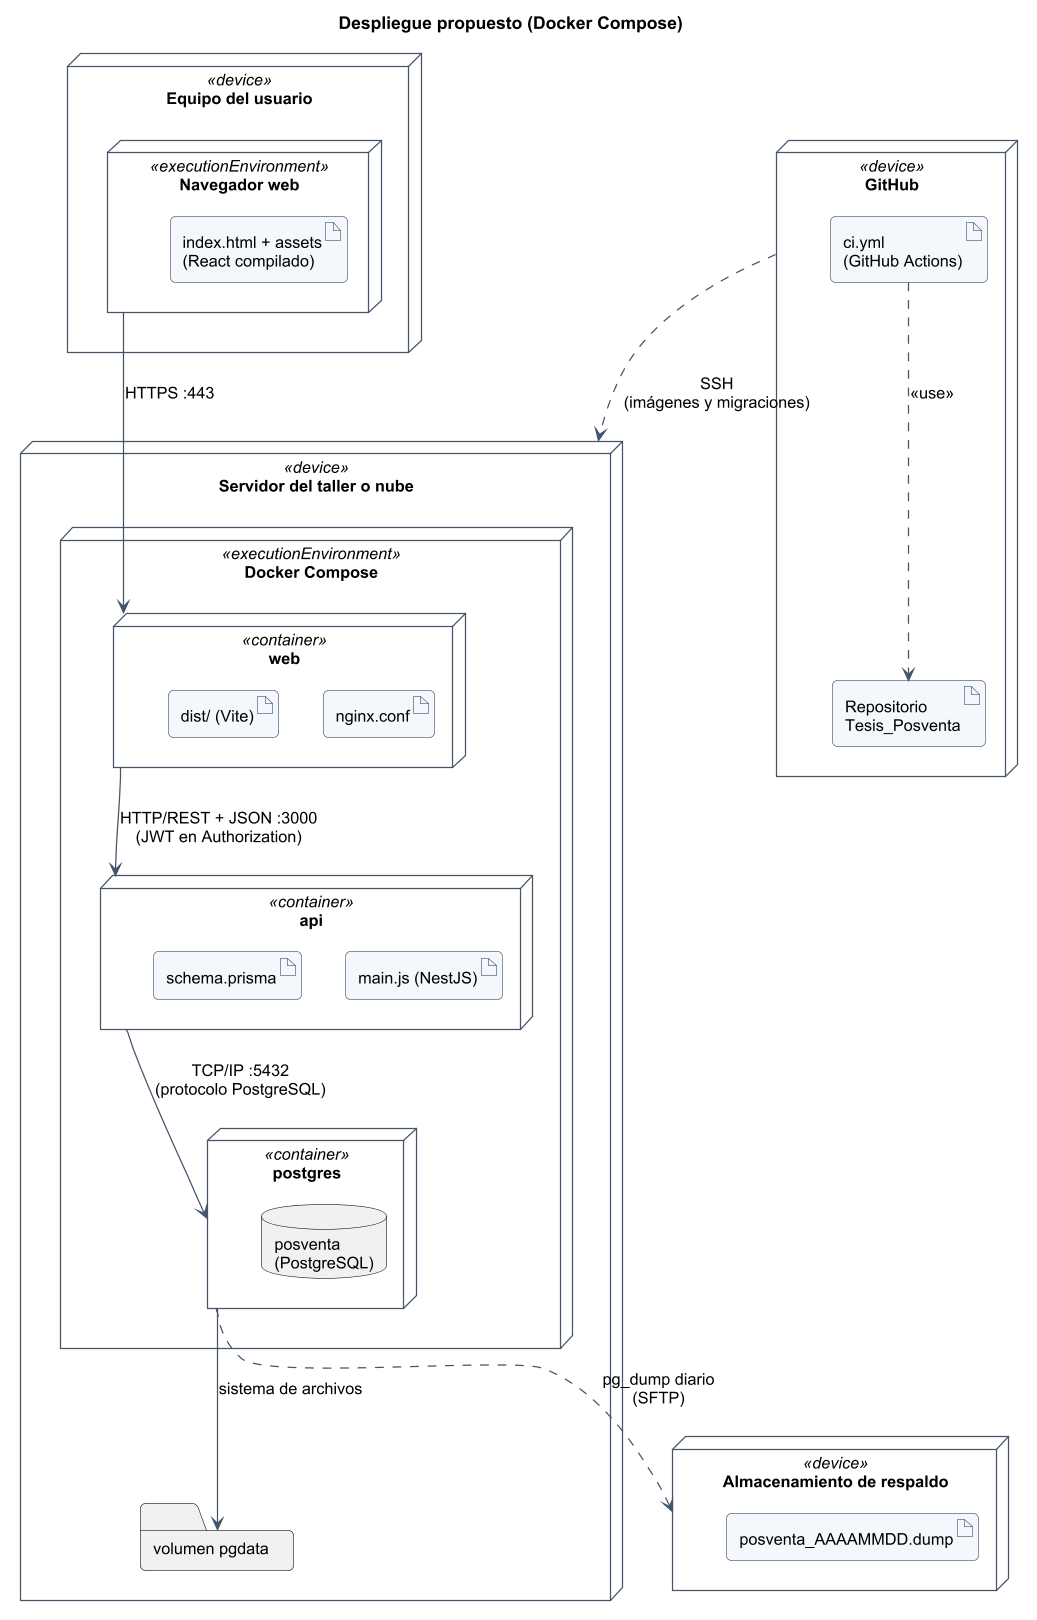 Despliegue propuesto (Docker Compose)
«device»
Equipo del usuario
«executionEnvironment»
Navegador web
index.html + assets
(React compilado)
«device»
GitHub
ci.yml
(GitHub Actions)
HTTPS :443
SSH
(imágenes y migraciones)
«use»
«device»
Servidor del taller o nube
«executionEnvironment»
Docker Compose
«container»
web
dist/ (Vite)
nginx.conf
Repositorio
Tesis_Posventa
HTTP/REST + JSON :3000
(JWT en Authorization)
«container»
api
schema.prisma
main.js (NestJS)
TCP/IP :5432
(protocolo PostgreSQL)
«container»
postgres
posventa
(PostgreSQL)
sistema de archivos
pg_dump diario
(SFTP)
«device»
Almacenamiento de respaldo
posventa_AAAAMMDD.dump
volumen pgdata